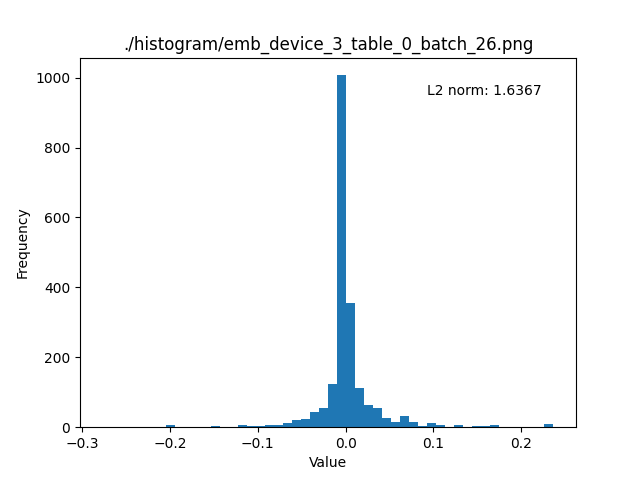 ./histogram/emb_device_3_table_0_batch_26.png
L2 norm: 1.6367
Frequency
1000
800
600
400
200
0
−0.3 −0.2 −0.1 0.0 0.1 0.2
Value